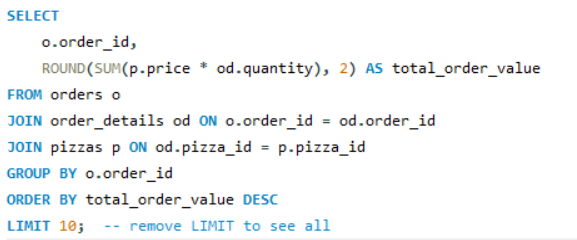 SELECT
    o.order_id,
    ROUND(SUM(p.price * od.quantity), 2) AS total_order_value
FROM orders o
JOIN order_details od ON o.order_id = od.order_id
JOIN pizzas p ON od.pizza_id = p.pizza_id
GROUP BY o.order_id
ORDER BY total_order_value DESC
LIMIT 10;  -- remove LIMIT to see all